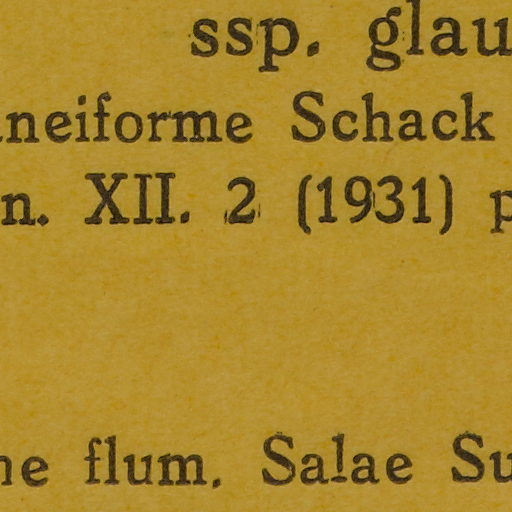 ssp. glau
neiforme Schack
n. XII. 2 (1931) p
ne flum. Salae Su